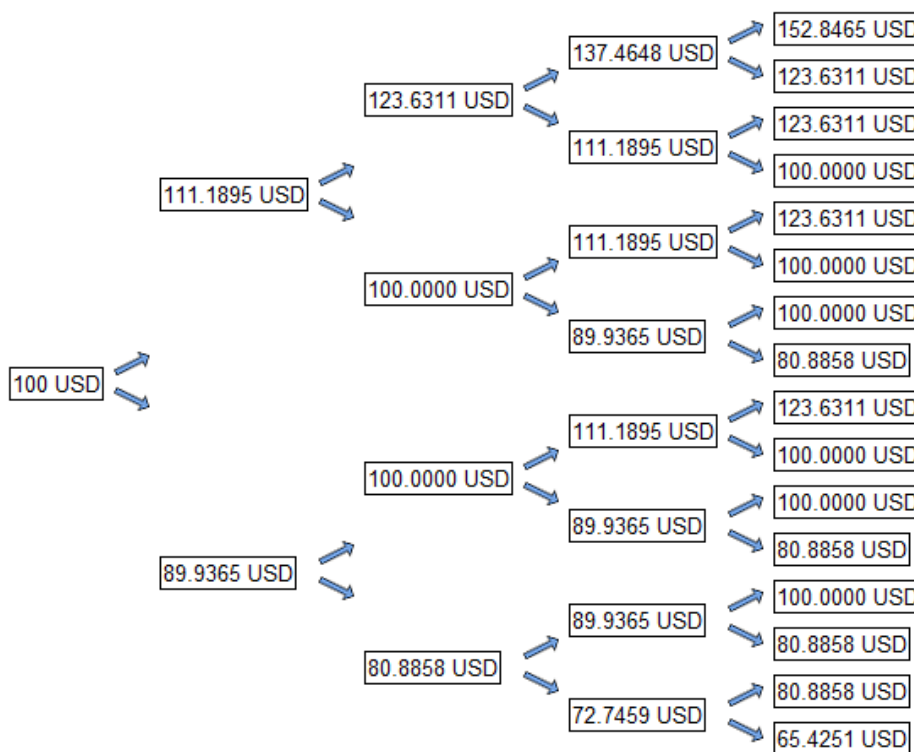 152.8465 USD
137.4648 USD
123.6311 USD
123.6311 USD
123.6311 USD
111.1895 USD
100.0000 USD
111.1895 USD
123.6311 USD
111.1895 USD
100.0000 USD
100.0000 USD
100.0000 USD
89.9365 USD
80.8858 USD
100 USD
123.6311 USD
111.1895 USD
100.0000 USD
100.0000 USD
100.0000 USD
89.9365 USD
80.8858 USD
89.9365 USD
100.0000 USD
89.9365 USD
80.8858 USD
80.8858 USD
80.8858 USD
72.7459 USD
65.4251 USD